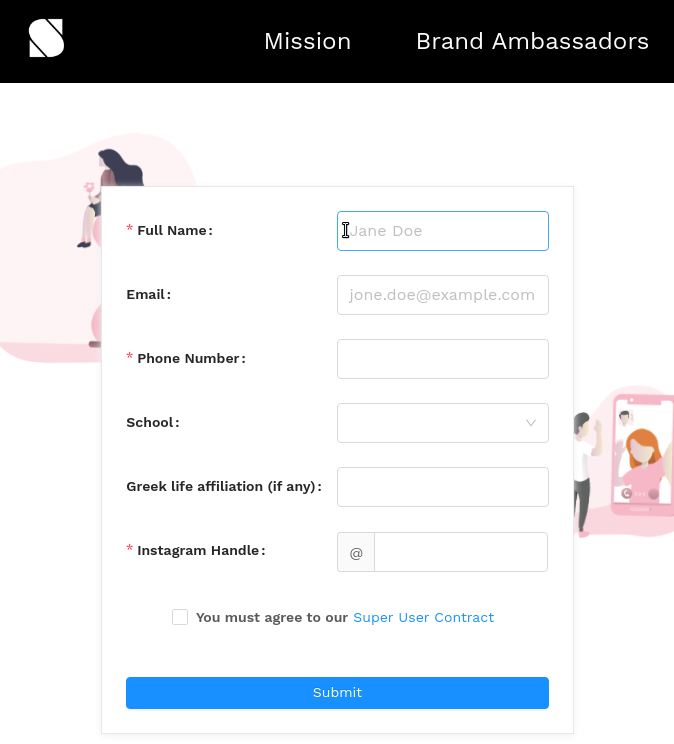 Mission Brand Ambassadors
* Full Name: Jane Doe
Email: jone.doe@example.com
* Phone Number:
School:
Greek life affiliation (if any):
* Instagram Handle: @
You must agree to our Super User Contract
Submit